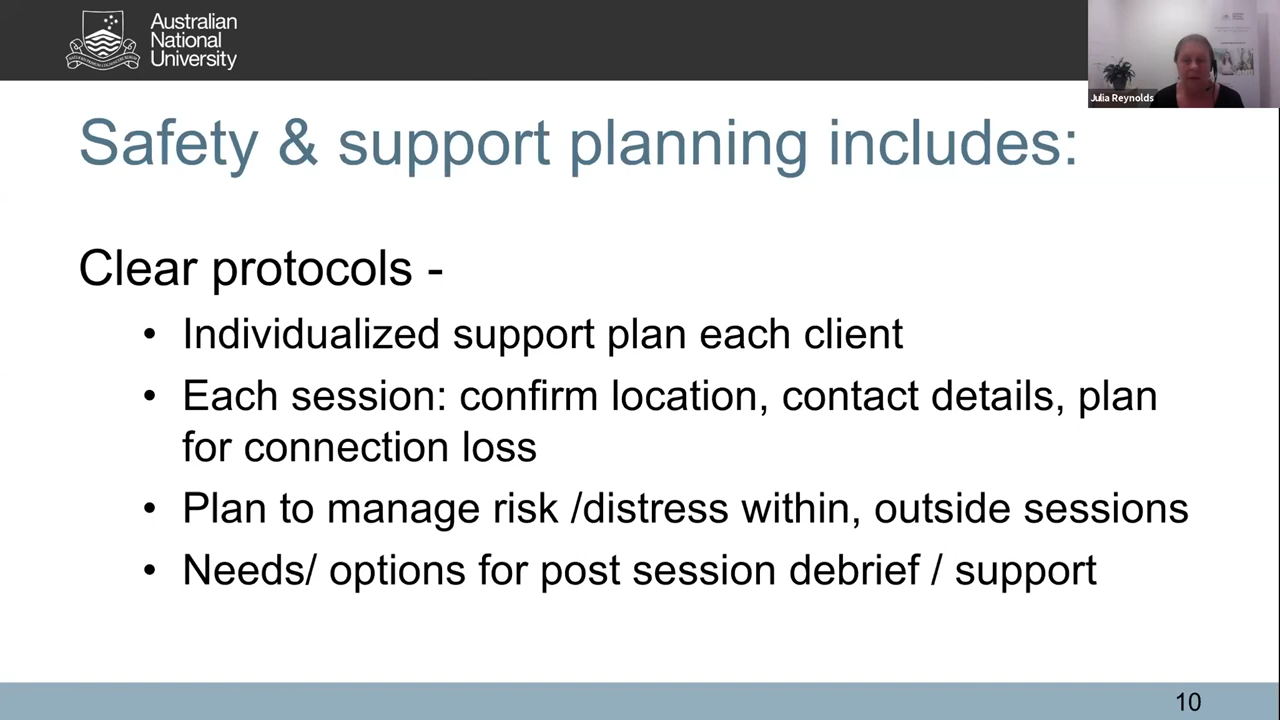 Australian
National
University
Julia Reynolds
Safety & support planning includes:
Clear protocols -
• Individualized support plan each client
• Each session: confirm location, contact details, plan
for connection loss
• Plan to manage risk /distress within, outside sessions
• Needs/ options for post session debrief / support
10